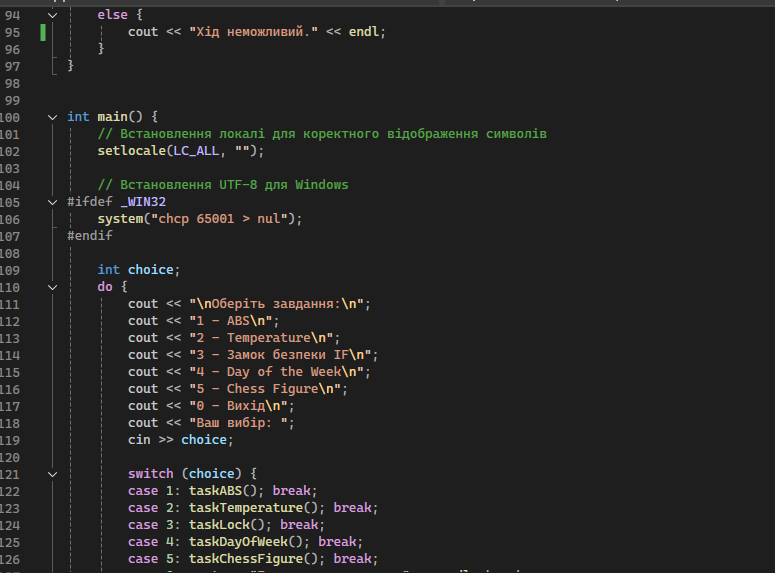 94 else {
95 cout << "Хід неможливий." << endl;
96 }
97 }
98
99
100 int main() {
101 // Встановлення локалі для коректного відображення символів
102 setlocale(LC_ALL, "");
103
104 // Встановлення UTF-8 для Windows
105 #ifdef _WIN32
106 system("chcp 65001 > nul");
107 #endif
108
109 int choice;
110 do {
111 cout << "\nОберіть завдання:\n";
112 cout << "1 - ABS\n";
113 cout << "2 - Temperature\n";
114 cout << "3 - Замок безпеки IF\n";
115 cout << "4 - Day of the Week\n";
116 cout << "5 - Chess Figure\n";
117 cout << "0 - Вихід\n";
118 cout << "Ваш вибір: ";
119 cin >> choice;
120
121 switch (choice) {
122 case 1: taskABS(); break;
123 case 2: taskTemperature(); break;
124 case 3: taskLock(); break;
125 case 4: taskDayOfWeek(); break;
126 case 5: taskChessFigure(); break;